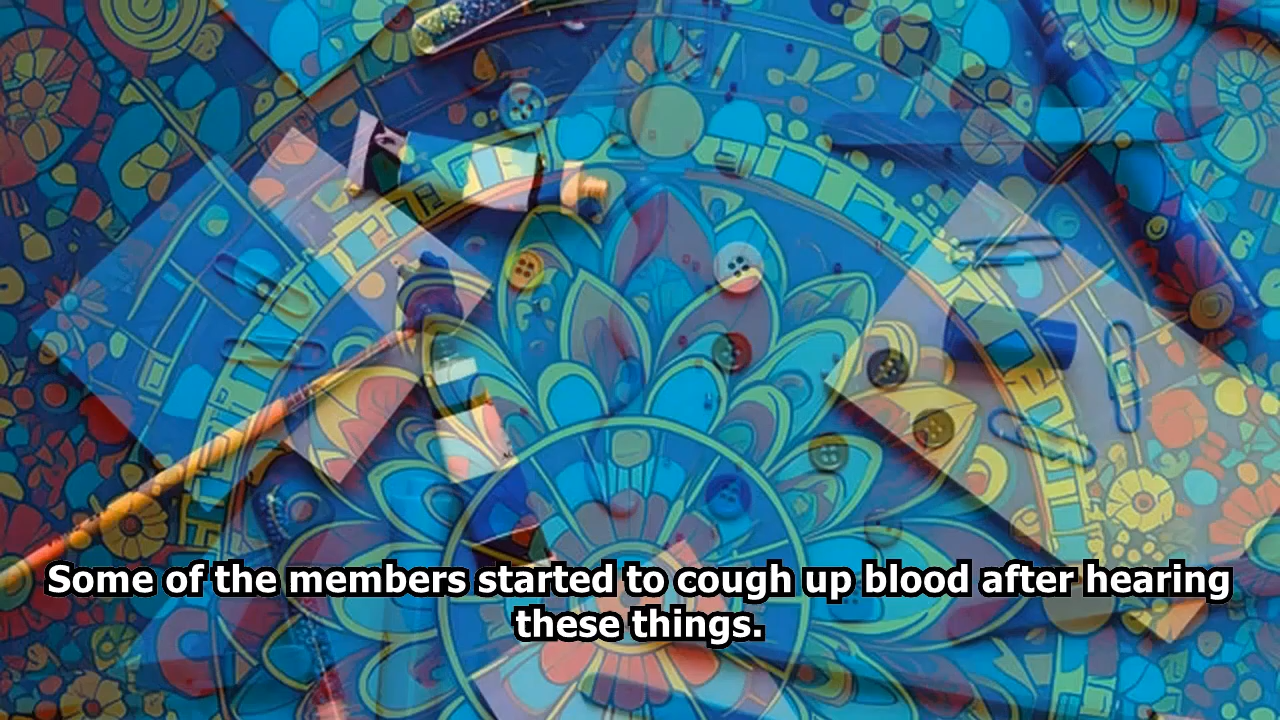 Some of the members started to cough up blood after hearing
these things.